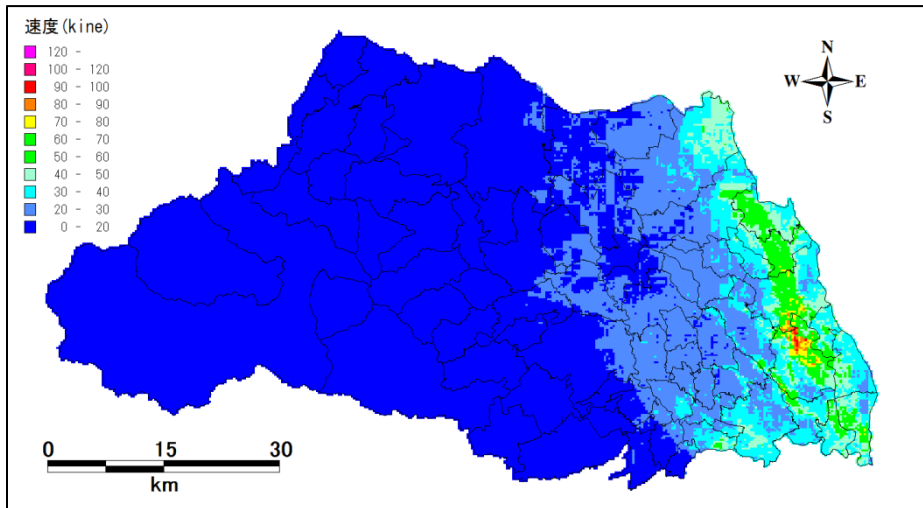 速度(kine)
120 -
100 - 120
90 - 100
80 - 90
70 - 80
60 - 70
50 - 60
40 - 50
30 - 40
20 - 30
0 - 20
N
W E
S
0 15 30
km